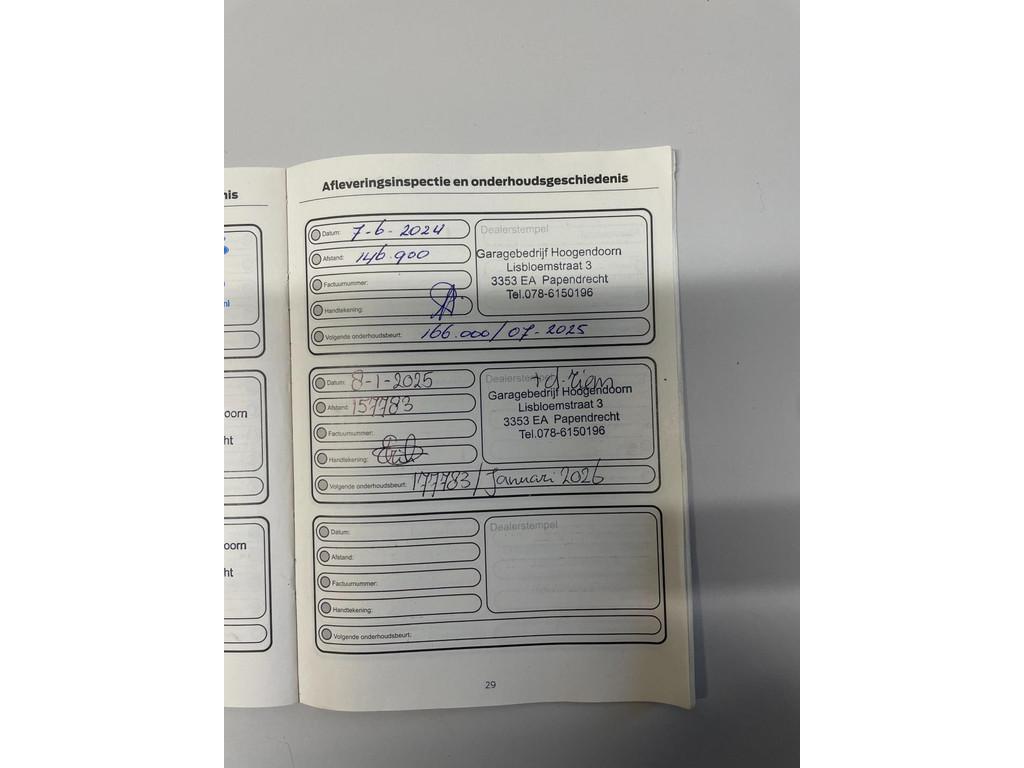 nis
nl
oorn
ht
oorn
ht
Afleveringsinspectie en onderhoudsgeschiedenis
Datum: 7-6-2024
Afstand: 146.900
Factuurnummer:
Handtekening:
Volgende onderhoudsbeurt: 166.000/07-2025
Dealerstempel
Garagebedrijf Hoogendoorn
Lisbloemstraat 3
3353 EA Papendrecht
Tel.078-6150196
Datum: 8-1-2025
Afstand: 157783
Factuurnummer:
Handtekening:
Volgende onderhoudsbeurt: 177783/Januari 2026
Dealerstempel +d-riem
Garagebedrijf Hoogendoorn
Lisbloemstraat 3
3353 EA Papendrecht
Tel.078-6150196
Datum:
Afstand:
Factuurnummer:
Handtekening:
Volgende onderhoudsbeurt:
Dealerstempel
29